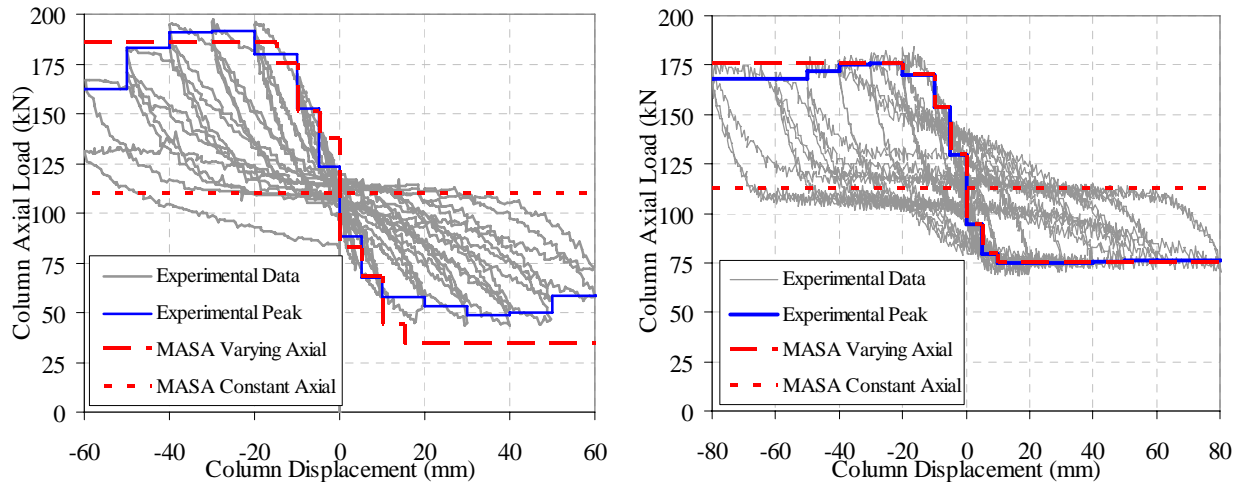 200
175
150
125
100
75
50
25
0
Column Axial Load (kN)
Experimental Data
Experimental Peak
MASA Varying Axial
MASA Constant Axial
-60 -40 -20 0 20 40 60
Column Displacement (mm)
200
175
150
125
100
75
50
25
0
Column Axial Load (kN
Experimental Data
Experimental Peak
MASA Varying Axial
MASA Constant Axial
-80 -60 -40 -20 0 20 40 60 80
Column Displacement (mm)